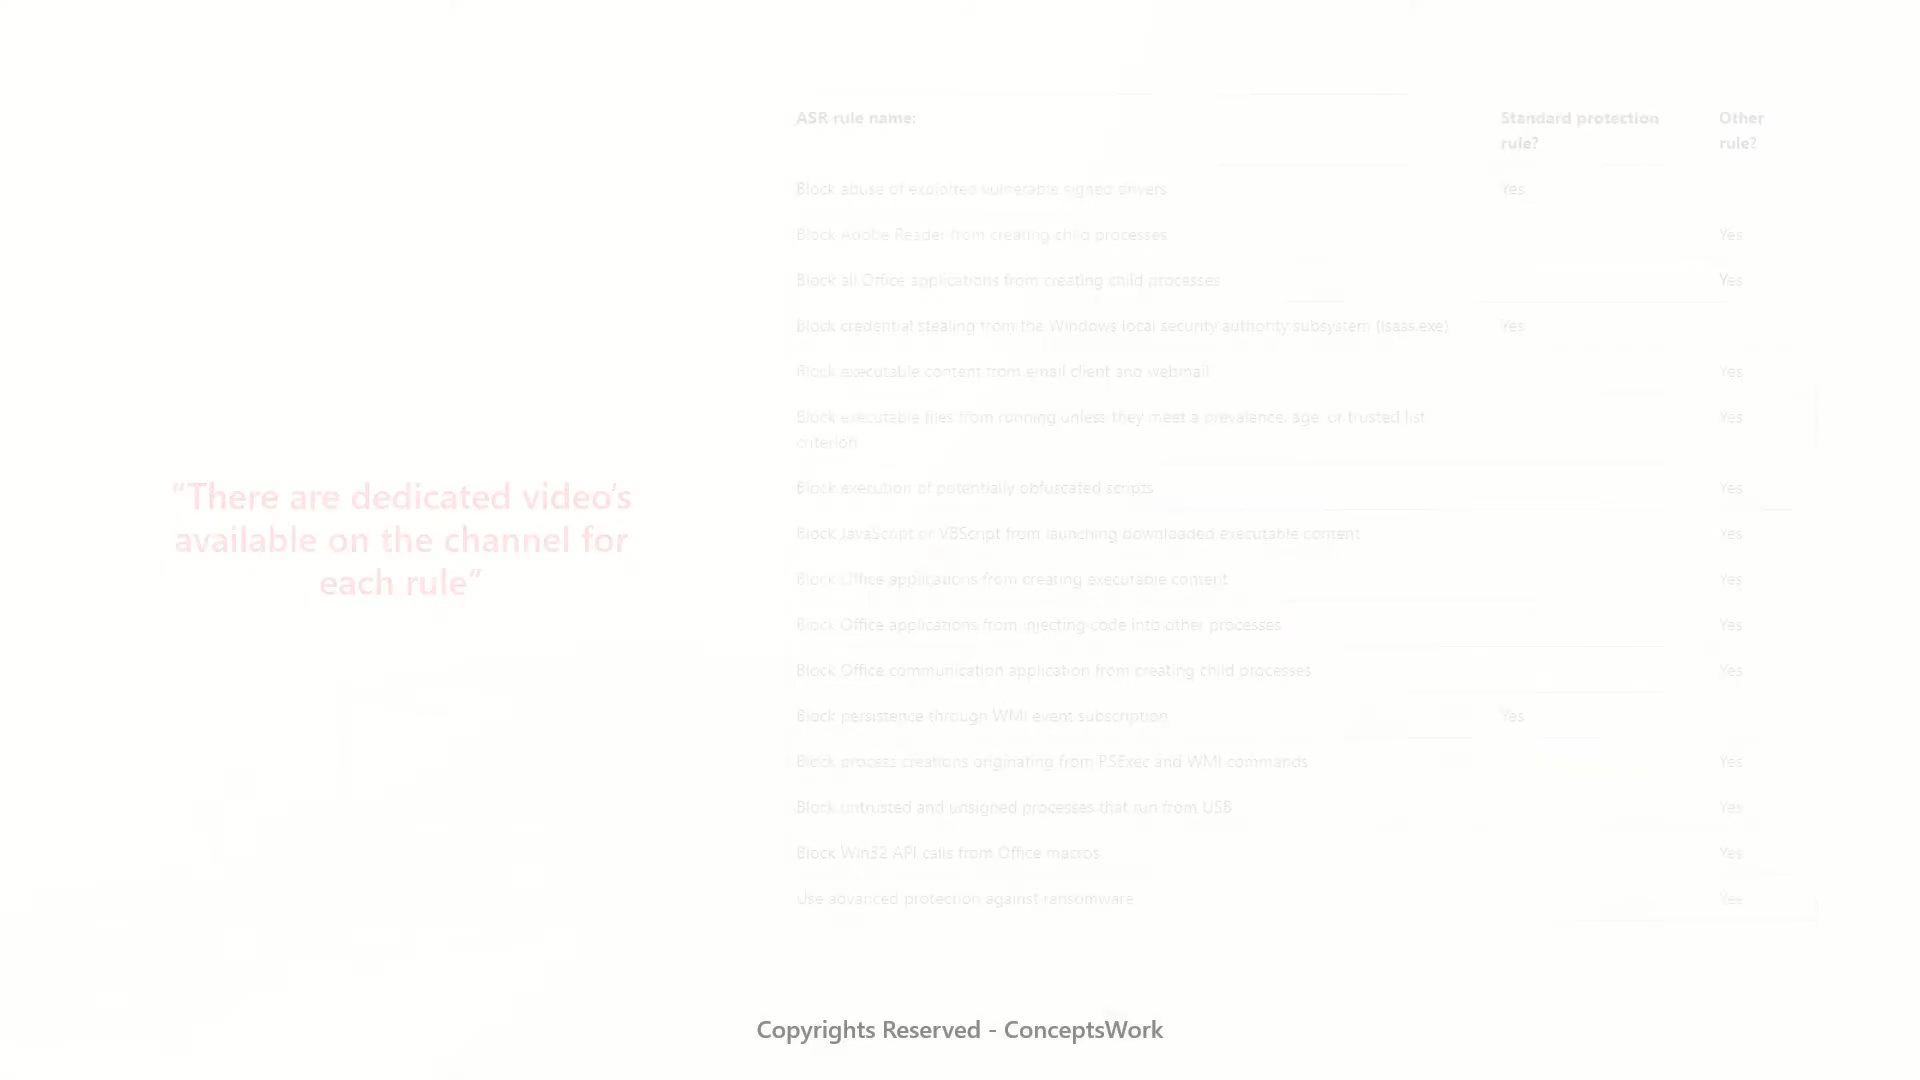 “There are dedicated video’s
available on the channel for
each rule”
ASR rule name: Standard protection rule? Other rule?
Block abuse of exploited vulnerable signed drivers Yes
Block Adobe Reader from creating child processes Yes
Block all Office applications from creating child processes Yes
Block credential stealing from the Windows local security authority subsystem (lsass.exe) Yes
Block executable content from email client and webmail Yes
Block executable files from running unless they meet a prevalence, age, or trusted list Yes
criterion
Block execution of potentially obfuscated scripts Yes
Block JavaScript or VBScript from launching downloaded executable content Yes
Block Office applications from creating executable content Yes
Block Office applications from injecting code into other processes Yes
Block Office communication application from creating child processes Yes
Block persistence through WMI event subscription Yes
Block process creations originating from PSExec and WMI commands Yes
Block untrusted and unsigned processes that run from USB Yes
Block Win32 API calls from Office macros Yes
Use advanced protection against ransomware Yes
Copyrights Reserved - ConceptsWork